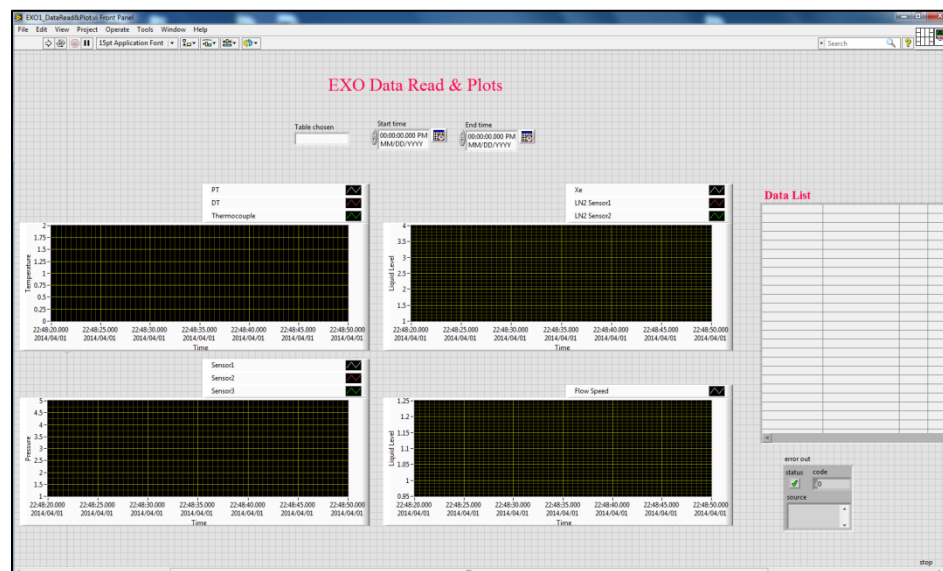 EXO1_DataRead&Plot.vi Front Panel
File Edit View Project Operate Tools Window Help
15pt Application Font
Search
EXO Data Read & Plots
Table chosen
Start time
End time
00:00:00.000 PM
MM/DD/YYYY
00:00:00.000 PM
MM/DD/YYYY
PT
DT
Thermocouple
Temperature
2
1.75
1.5
1.25
1
0.75
0.5
0.25
0
22:48:20.000 22:48:25.000 22:48:30.000 22:48:35.000 22:48:40.000 22:48:45.000 22:48:50.000
2014/04/01 2014/04/01 2014/04/01 2014/04/01 2014/04/01 2014/04/01 2014/04/01
Time
Xe
LN2 Sensor1
LN2 Sensor2
Liquid Level
4
3.5
3
2.5
2
1.5
1
22:48:20.000 22:48:25.000 22:48:30.000 22:48:35.000 22:48:40.000 22:48:45.000 22:48:50.000
2014/04/01 2014/04/01 2014/04/01 2014/04/01 2014/04/01 2014/04/01 2014/04/01
Time
Data List
Sensor1
Sensor2
Sensor3
Pressure
5
4.5
4
3.5
3
2.5
2
1.5
1
22:48:20.000 22:48:25.000 22:48:30.000 22:48:35.000 22:48:40.000 22:48:45.000 22:48:50.000
2014/04/01 2014/04/01 2014/04/01 2014/04/01 2014/04/01 2014/04/01 2014/04/01
Time
Flow Speed
Liquid Level
1.25
1.2
1.15
1.1
1.05
1
0.95
22:48:20.000 22:48:25.000 22:48:30.000 22:48:35.000 22:48:40.000 22:48:45.000 22:48:50.000
2014/04/01 2014/04/01 2014/04/01 2014/04/01 2014/04/01 2014/04/01 2014/04/01
Time
error out
status code
0
source
stop